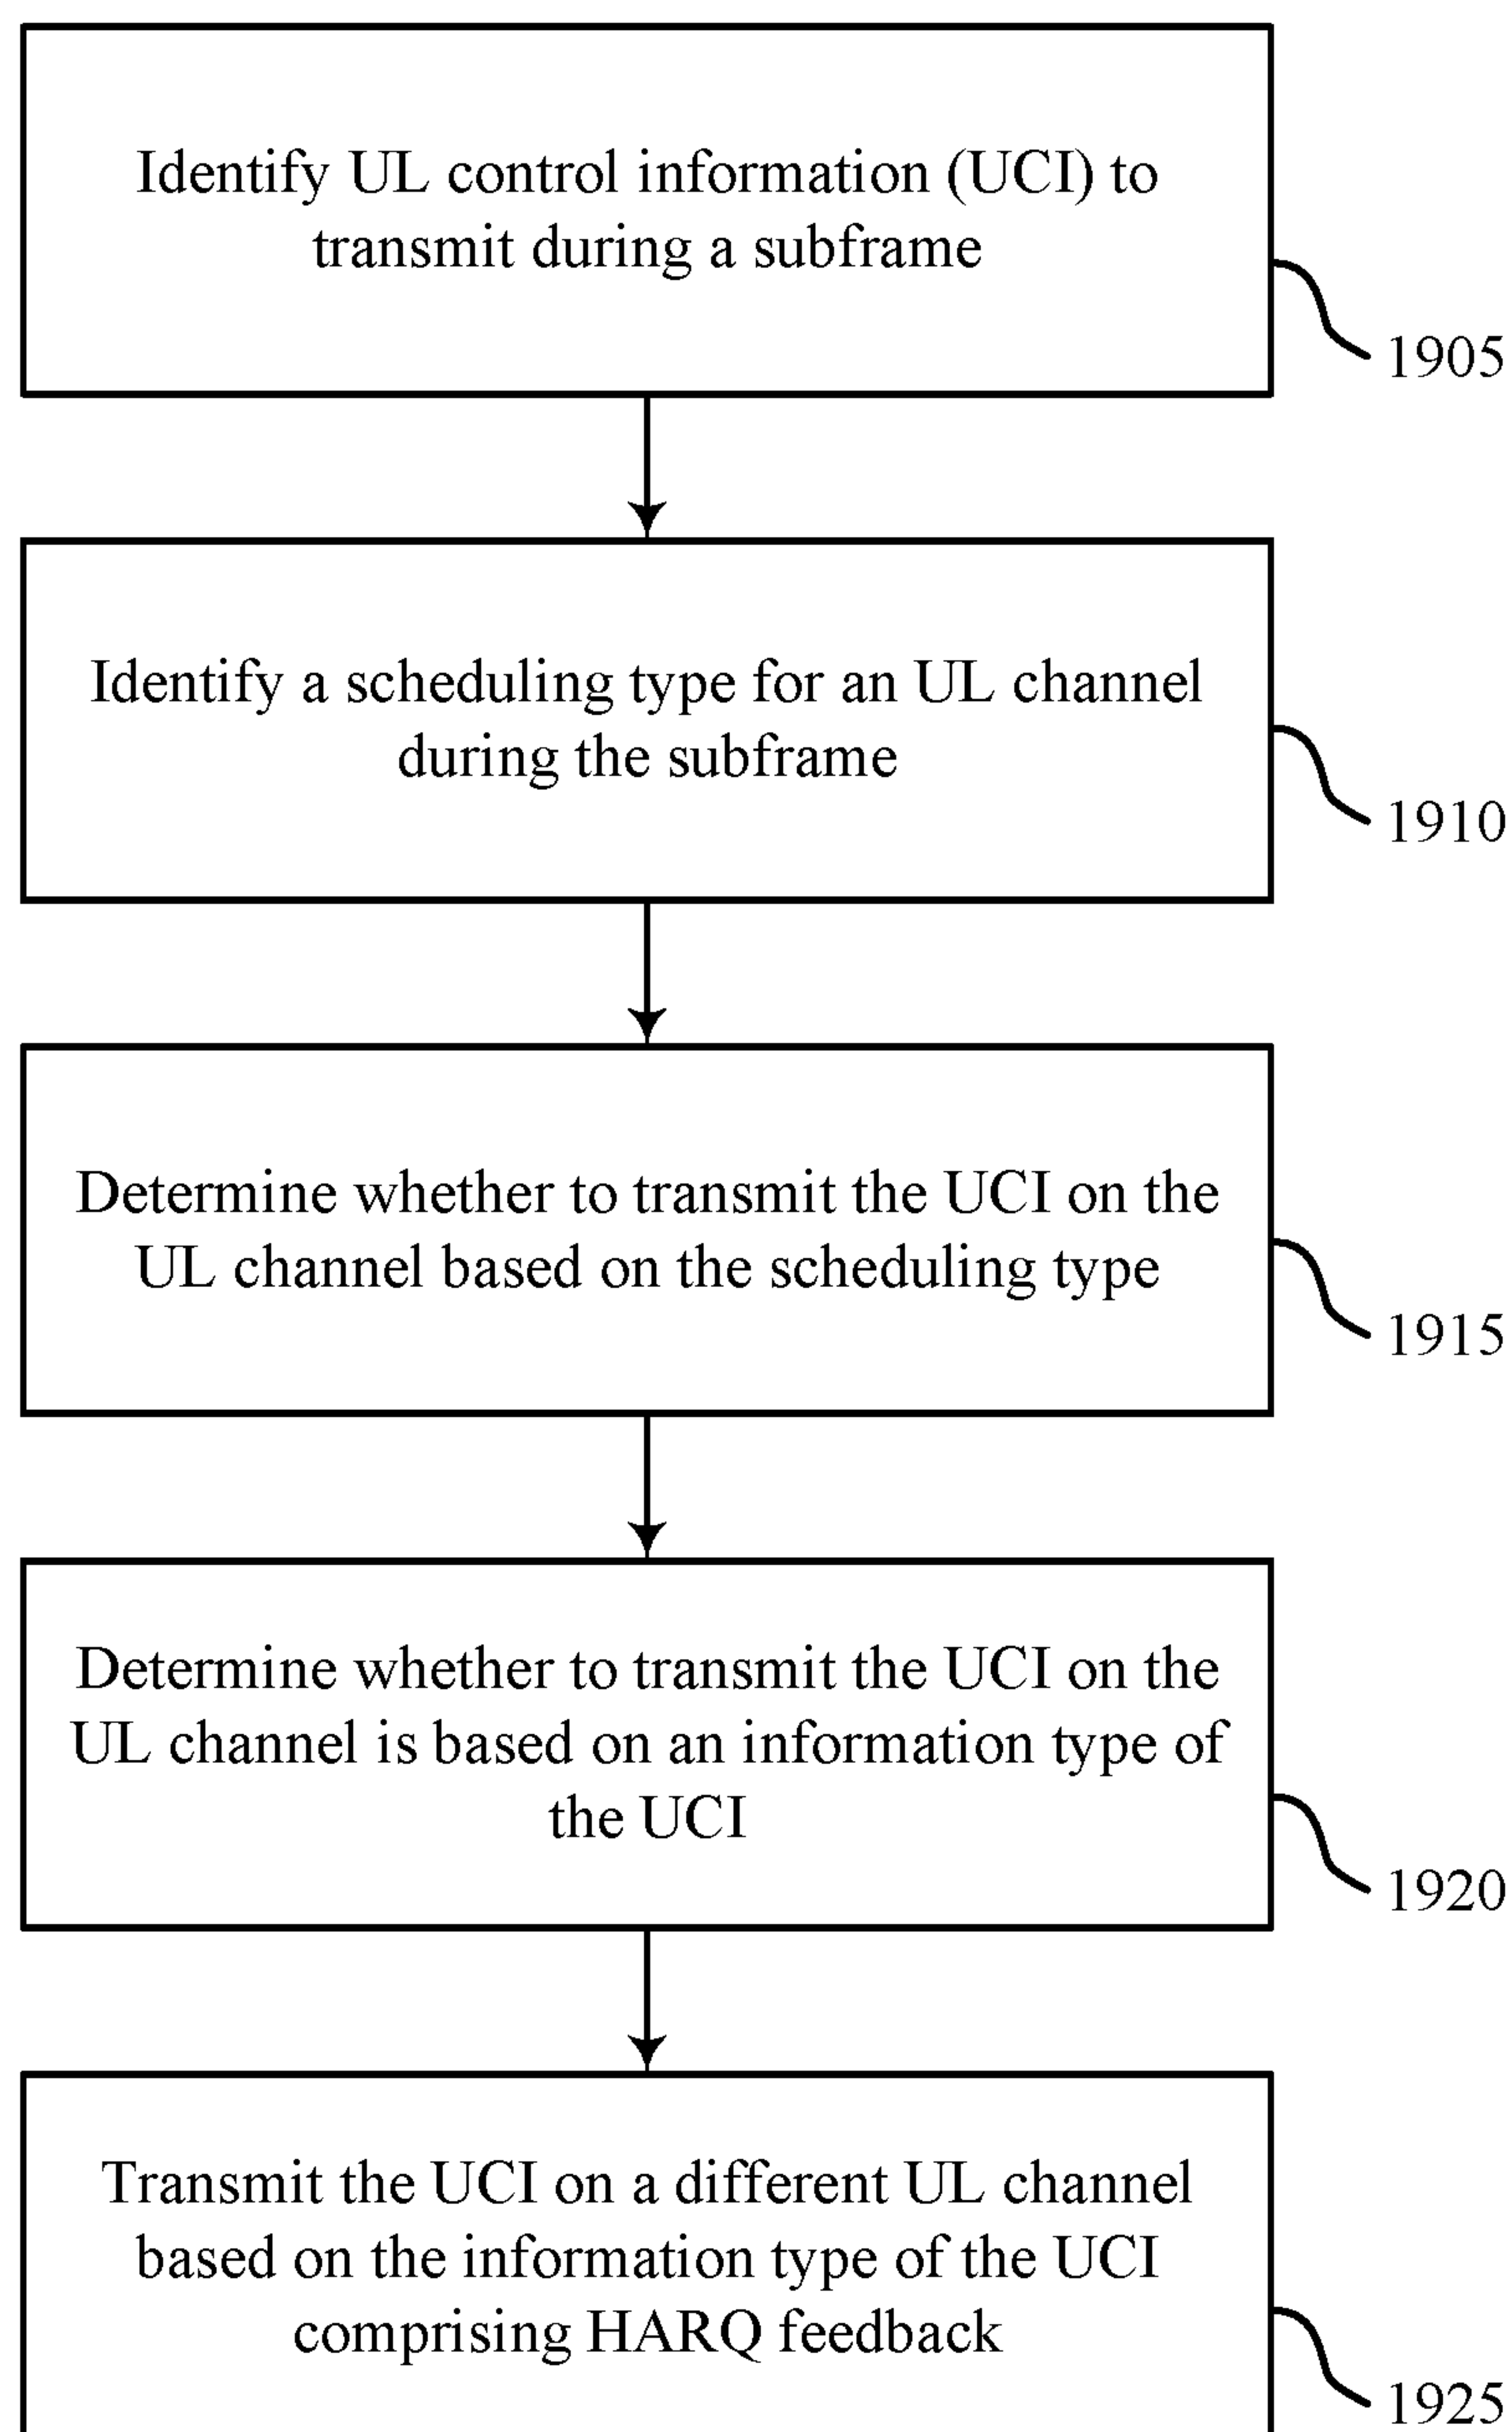 Identify UL control information (UCI) to
transmit during a subframe
1905
Identify a scheduling type for an UL channel
during the subframe
1910
Determine whether to transmit the UCI on the
UL channel based on the scheduling type
1915
Determine whether to transmit the UCI on the
UL channel is based on an information type of
the UCI
1920
Transmit the UCI on a different UL channel
based on the information type of the UCI
comprising HARQ feedback
1925